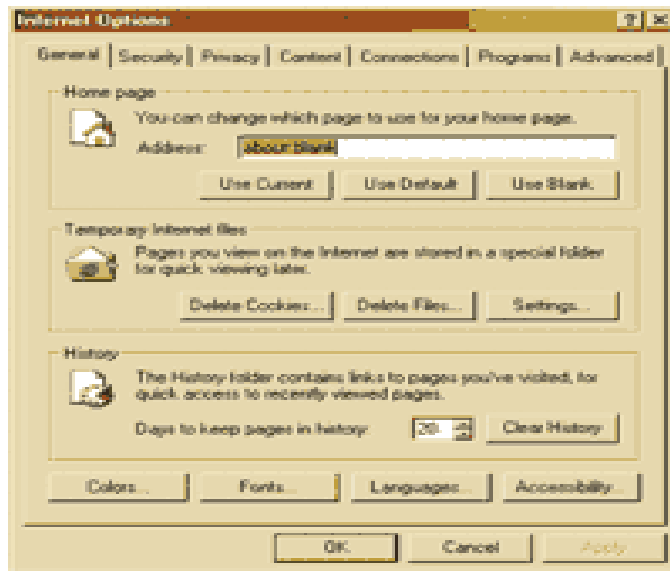 Internet Options
General Security Privacy Content Connections Programs Advanced
Home page
You can change which page to use for your home page.
Address: about:blank
Use Current Use Default Use Blank
Temporary Internet files
Pages you view on the Internet are stored in a special folder
for quick viewing later.
Delete Cookies... Delete Files... Settings...
History
The History folder contains links to pages you've visited, for
quick access to recently viewed pages.
Days to keep pages in history: 20 Clear History
Colors... Fonts... Languages... Accessibility...
OK Cancel Apply